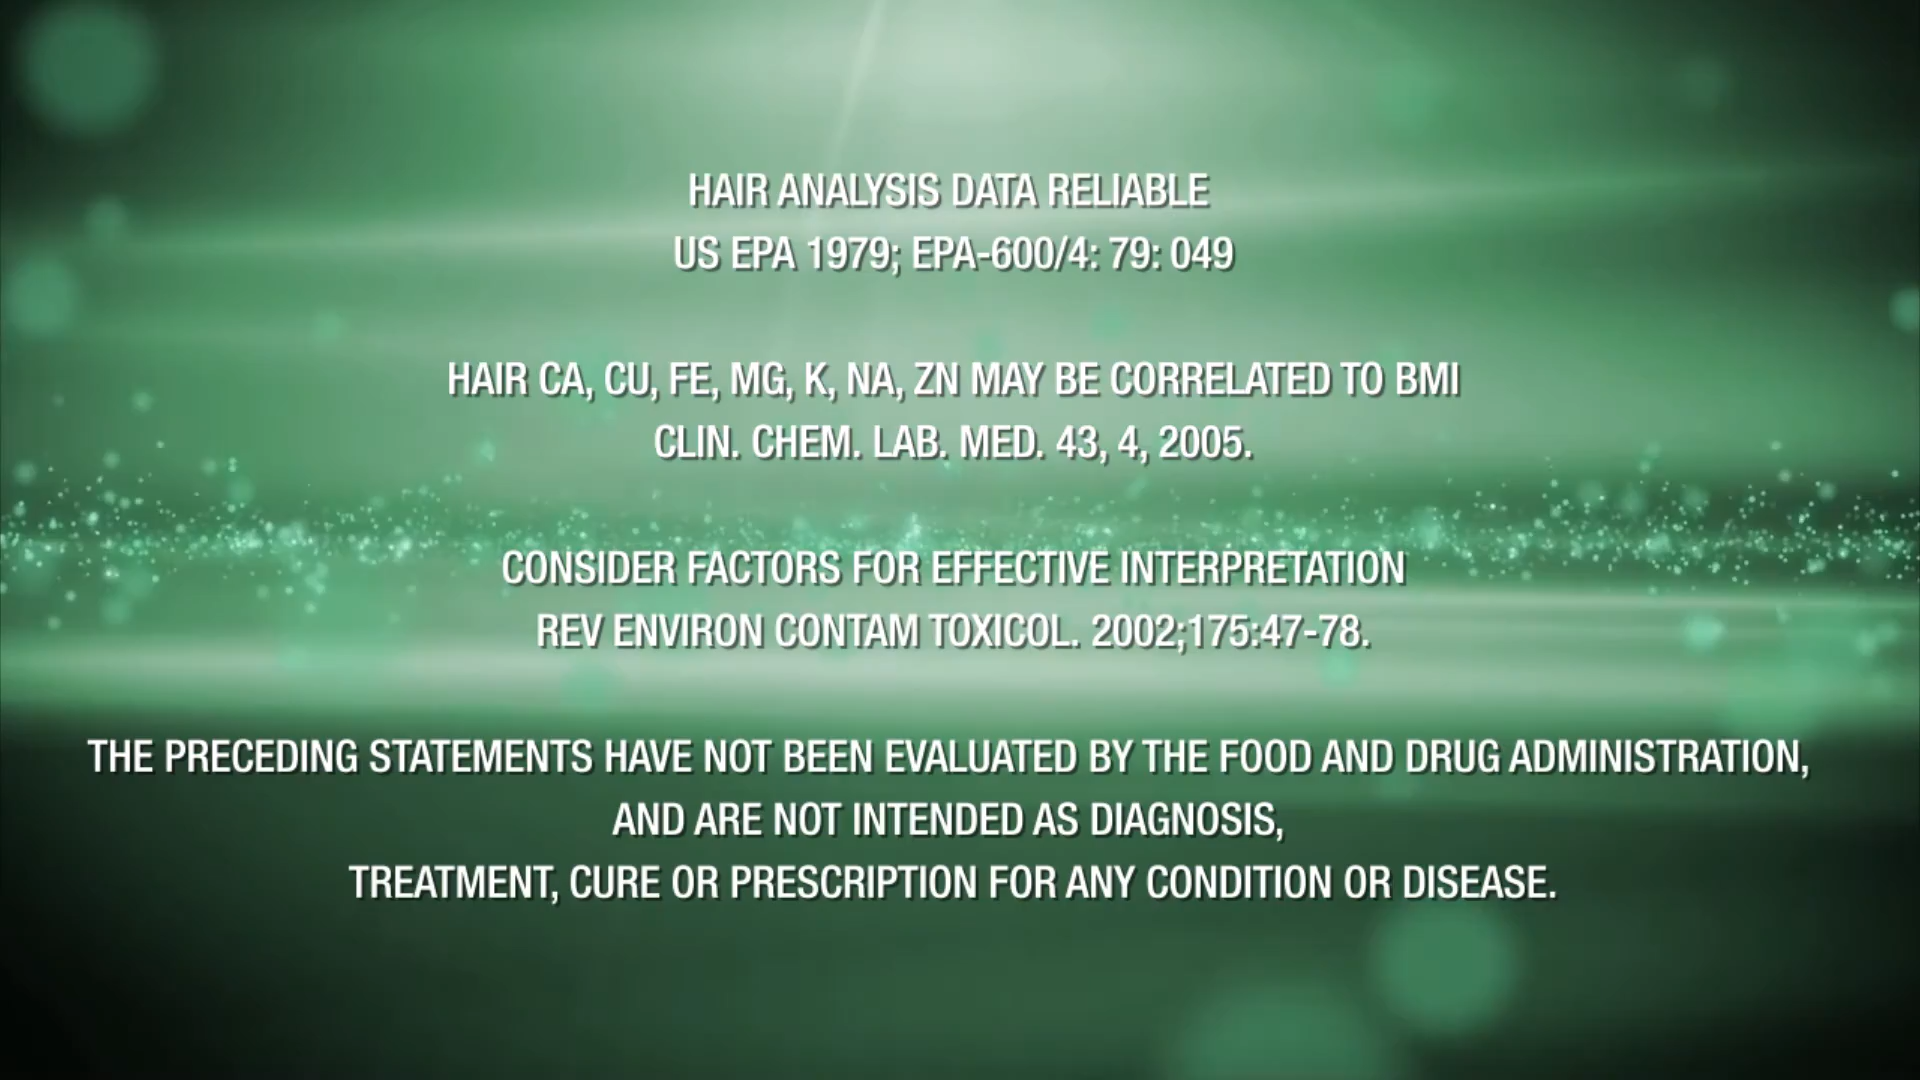 HAIR ANALYSIS DATA RELIABLE
US EPA 1979; EPA-600/4: 79: 049
HAIR CA, CU, FE, MG, K, NA, ZN MAY BE CORRELATED TO BMI
CLIN. CHEM. LAB. MED. 43, 4, 2005.
CONSIDER FACTORS FOR EFFECTIVE INTERPRETATION
REV ENVIRON CONTAM TOXICOL. 2002;175:47-78.
THE PRECEDING STATEMENTS HAVE NOT BEEN EVALUATED BY THE FOOD AND DRUG ADMINISTRATION,
AND ARE NOT INTENDED AS DIAGNOSIS,
TREATMENT, CURE OR PRESCRIPTION FOR ANY CONDITION OR DISEASE.